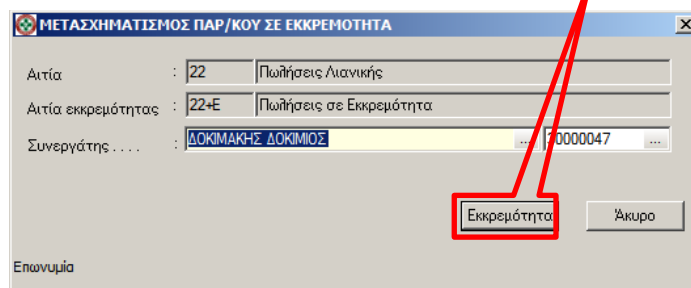 ΜΕΤΑΣΧΗΜΑΤΙΣΜΟΣ ΠΑΡ/ΚΟΥ ΣΕ ΕΚΚΡΕΜΟΤΗΤΑ
Αιτία : 22 Πωλήσεις Λιανικής
Αιτία εκκρεμότητας : 22+Ε Πωλήσεις σε Εκκρεμότητα
Συνεργάτης . . . . : ΔΟΚΙΜΑΚΗΣ ΔΟΚΙΜΙΟΣ ... 30000047 ...
Εκκρεμότητα Άκυρο
Επωνυμία